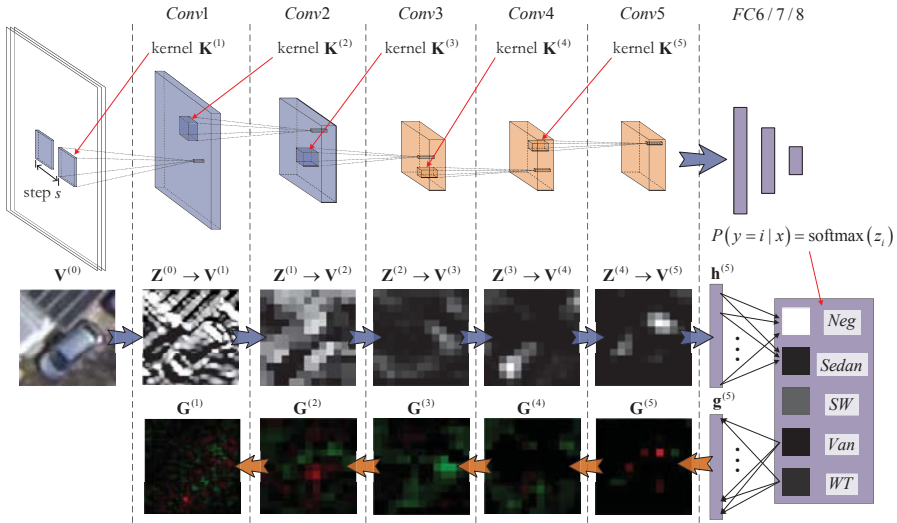 Conv1 Conv2 Conv3 Conv4 Conv5 FC6 / 7 / 8
kernel K^(1) kernel K^(2) kernel K^(3) kernel K^(4) kernel K^(5)
step s
P(y = i | x) = softmax(z_i)
V^(0) Z^(0) → V^(1) Z^(1) → V^(2) Z^(2) → V^(3) Z^(3) → V^(4) Z^(4) → V^(5) h^(5)
Neg
Sedan
G^(1) G^(2) G^(3) G^(4) G^(5) g^(5)
SW
Van
WT